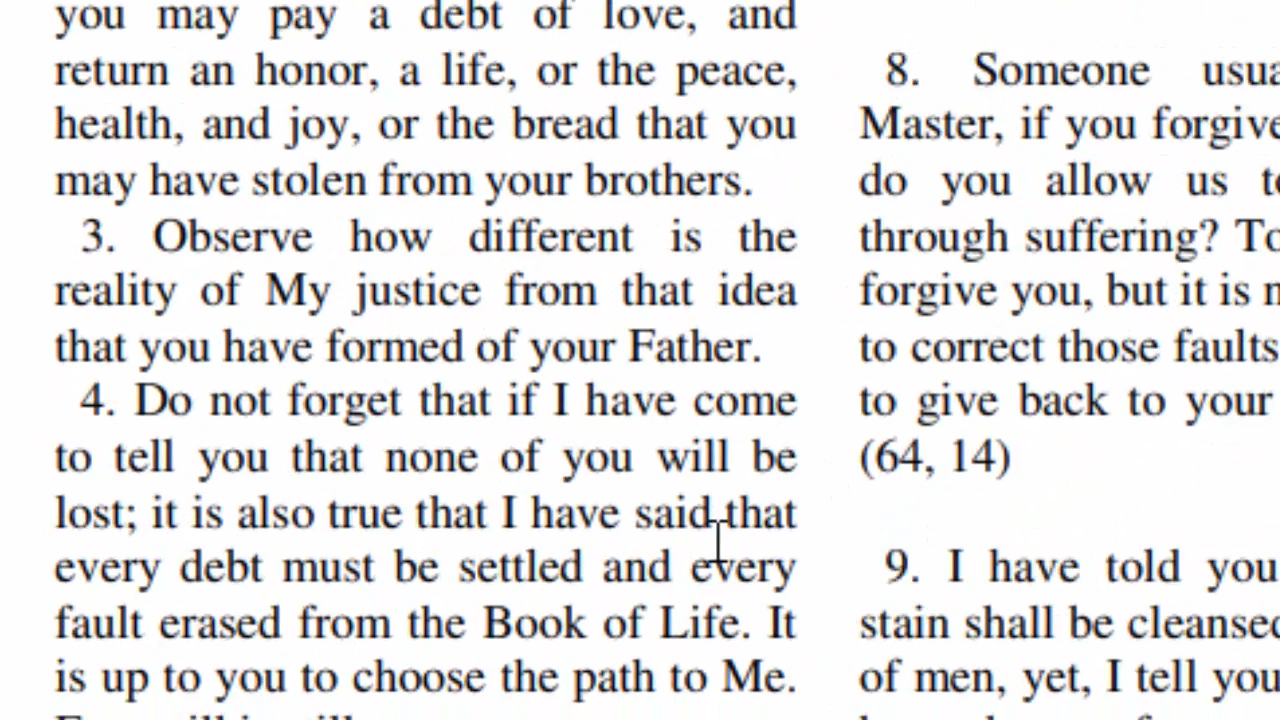 you may pay a debt of love, and
return an honor, a life, or the peace,
health, and joy, or the bread that you
may have stolen from your brothers.
3. Observe how different is the
reality of My justice from that idea
that you have formed of your Father.
4. Do not forget that if I have come
to tell you that none of you will be
lost; it is also true that I have said that
every debt must be settled and every
fault erased from the Book of Life. It
is up to you to choose the path to Me.
8. Someone
Master, if you
do you allow us
through suffering?
forgive you, but it is
to correct those faults
to give back to your
(64, 14)
9. I have told you
stain shall be
of men, yet, I tell you